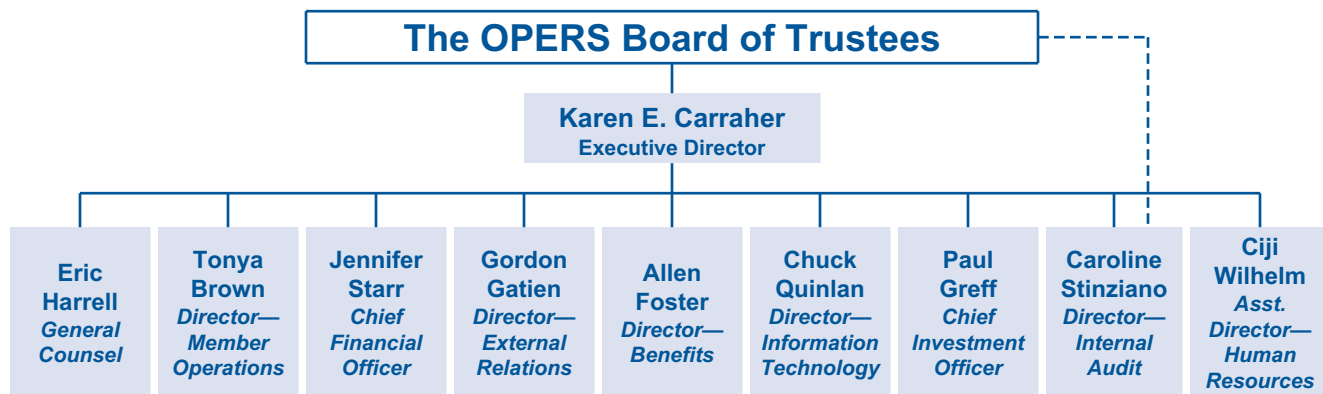 The OPERS Board of Trustees
Karen E. Carraher
Executive Director
Eric
Harrell
General
Counsel
Tonya
Brown
Director—
Member
Operations
Jennifer
Starr
Chief
Financial
Officer
Gordon
Gatien
Director—
External
Relations
Allen
Foster
Director—
Benefits
Chuck
Quinlan
Director—
Information
Technology
Paul
Greff
Chief
Investment
Officer
Caroline
Stinziano
Director—
Internal
Audit
Ciji
Wilhelm
Asst.
Director—
Human
Resources